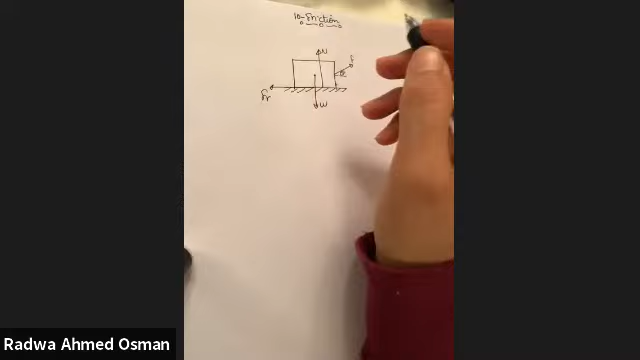 10- Friction
N
F
θ
Fr
W
Radwa Ahmed Osman